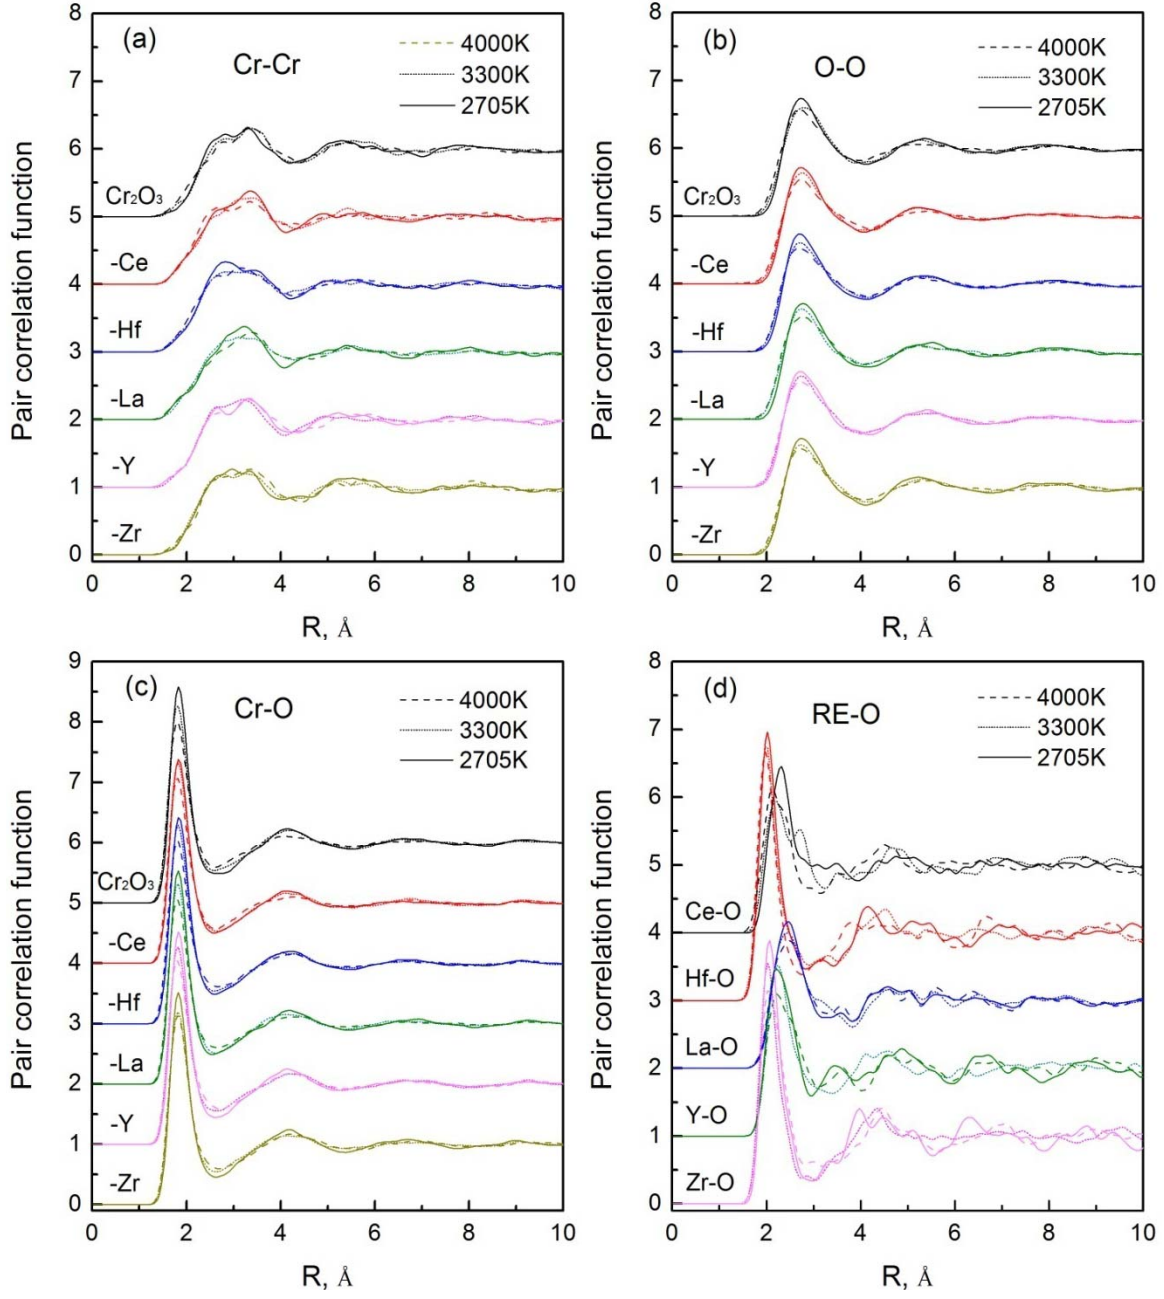 (a)
Cr-Cr
4000K
3300K
2705K
Cr₂O₃
-Ce
-Hf
-La
-Y
-Zr
8
7
6
5
4
3
2
1
0
0 2 4 6 8 10
Pair correlation function
R, Å
(b)
O-O
4000K
3300K
2705K
Cr₂O₃
-Ce
-Hf
-La
-Y
-Zr
8
7
6
5
4
3
2
1
0
0 2 4 6 8 10
Pair correlation function
R, Å
(c)
Cr-O
4000K
3300K
2705K
Cr₂O₃
-Ce
-Hf
-La
-Y
-Zr
9
8
7
6
5
4
3
2
1
0
0 2 4 6 8 10
Pair correlation function
R, Å
(d)
RE-O
4000K
3300K
2705K
Ce-O
Hf-O
La-O
Y-O
Zr-O
8
7
6
5
4
3
2
1
0
0 2 4 6 8 10
Pair correlation function
R, Å